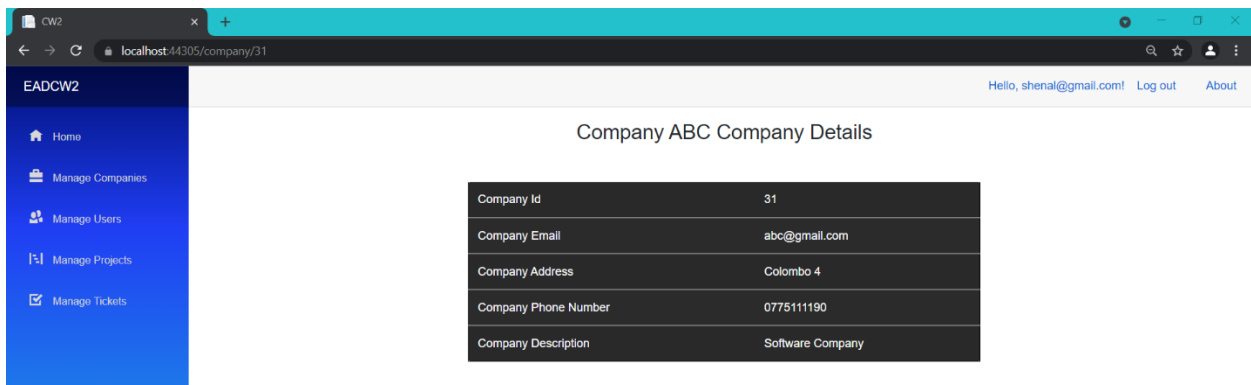 CW2
localhost:44305/company/31
EADCW2
Hello, shenal@gmail.com! Log out About
Home
Manage Companies
Manage Users
Manage Projects
Manage Tickets
Company ABC Company Details
Company Id 31
Company Email abc@gmail.com
Company Address Colombo 4
Company Phone Number 0775111190
Company Description Software Company